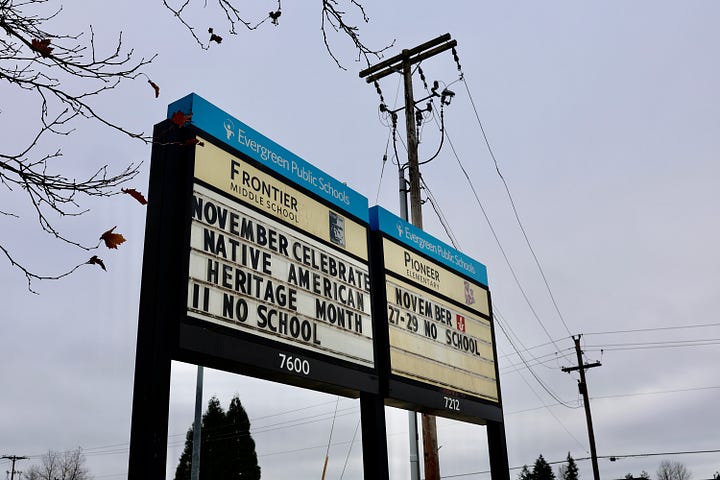 Evergreen Public Schools
FRONTIER
MIDDLE SCHOOL
NOVEMBER CELEBRATE
NATIVE AMERICAN
HERITAGE MONTH
11 NO SCHOOL
7600
Evergreen Public Schools
PIONEER
ELEMENTARY
NOVEMBER
27-29 NO SCHOOL
7212